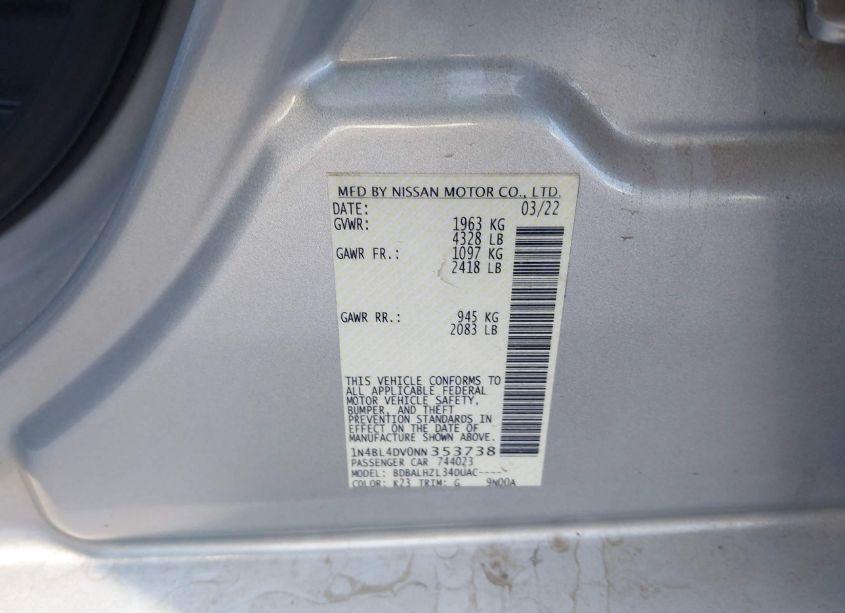 MFD BY NISSAN MOTOR CO., LTD.
DATE: 03/22
GVWR: 1963 KG
4328 LB
GAWR FR.: 1097 KG
2418 LB
GAWR RR.: 945 KG
2083 LB
THIS VEHICLE CONFORMS TO
ALL APPLICABLE FEDERAL
MOTOR VEHICLE SAFETY,
BUMPER, AND THEFT
PREVENTION STANDARDS IN
EFFECT ON THE DATE OF
MANUFACTURE SHOWN ABOVE.
1N4BL4DV0NN353738
PASSENGER CAR 744023
MODEL: BDBALHZL34DUAC----
COLOR: K23 TRIM: G 9N00A